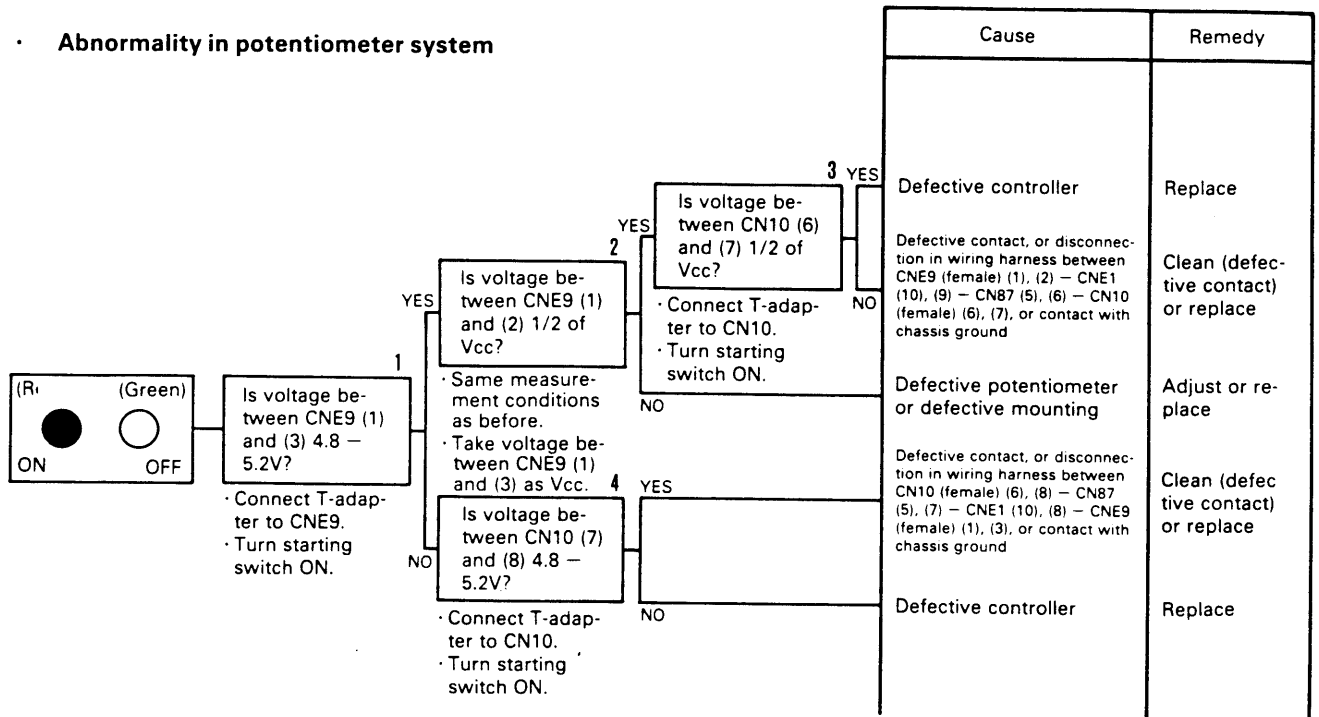 · Abnormality in potentiometer system
Cause
Remedy
(R
(Green)
ON
OFF
1
Is voltage be-
tween CNE9 (1)
and (3) 4.8 –
5.2V?
· Connect T-adap-
ter to CNE9.
· Turn starting
switch ON.
YES
NO
2
Is voltage be-
tween CNE9 (1)
and (2) 1/2 of
Vcc?
· Same measure-
ment conditions
as before.
· Take voltage be-
tween CNE9 (1)
and (3) as Vcc.
YES
NO
3
Is voltage be-
tween CN10 (6)
and (7) 1/2 of
Vcc?
· Connect T-adap-
ter to CN10.
· Turn starting
switch ON.
YES
NO
4
Is voltage be-
tween CN10 (7)
and (8) 4.8 –
5.2V?
· Connect T-adap-
ter to CN10.
· Turn starting
switch ON.
YES
NO
Defective controller
Replace
Defective contact, or disconnec-
tion in wiring harness between
CNE9 (female) (1), (2) – CNE1
(10), (9) – CN87 (5), (6) – CN10
(female) (6), (7), or contact with
chassis ground
Clean (defec-
tive contact)
or replace
Defective potentiometer
or defective mounting
Adjust or re-
place
Defective contact, or disconnec-
tion in wiring harness between
CN10 (female) (6), (8) – CN87
(5), (7) – CNE1 (10), (8) – CNE9
(female) (1), (3), or contact with
chassis ground
Clean (defec
tive contact)
or replace
Defective controller
Replace